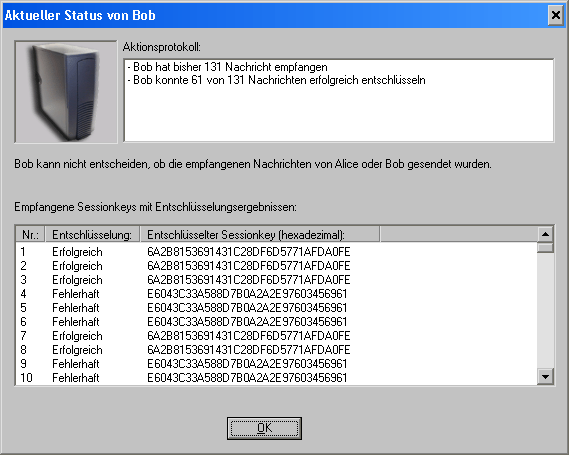 Aktueller Status von Bob
Aktionsprotokoll:
- Bob hat bisher 131 Nachricht empfangen
- Bob konnte 61 von 131 Nachrichten erfolgreich entschlüsseln
Bob kann nicht entscheiden, ob die empfangenen Nachrichten von Alice oder Bob gesendet wurden.
Empfangene Sessionkeys mit Entschlüsselungsergebnissen:
Nr.: Entschlüsselung: Entschlüsselter Sessionkey (hexadezimal):
1 Erfolgreich 6A2B8153691431C28DF6D5771AFDA0FE
2 Erfolgreich 6A2B8153691431C28DF6D5771AFDA0FE
3 Erfolgreich 6A2B8153691431C28DF6D5771AFDA0FE
4 Fehlerhaft E6043C33A588D7B0A2A2E97603456961
5 Fehlerhaft E6043C33A588D7B0A2A2E97603456961
6 Fehlerhaft E6043C33A588D7B0A2A2E97603456961
7 Erfolgreich 6A2B8153691431C28DF6D5771AFDA0FE
8 Erfolgreich 6A2B8153691431C28DF6D5771AFDA0FE
9 Fehlerhaft E6043C33A588D7B0A2A2E97603456961
10 Fehlerhaft E6043C33A588D7B0A2A2E97603456961
OK